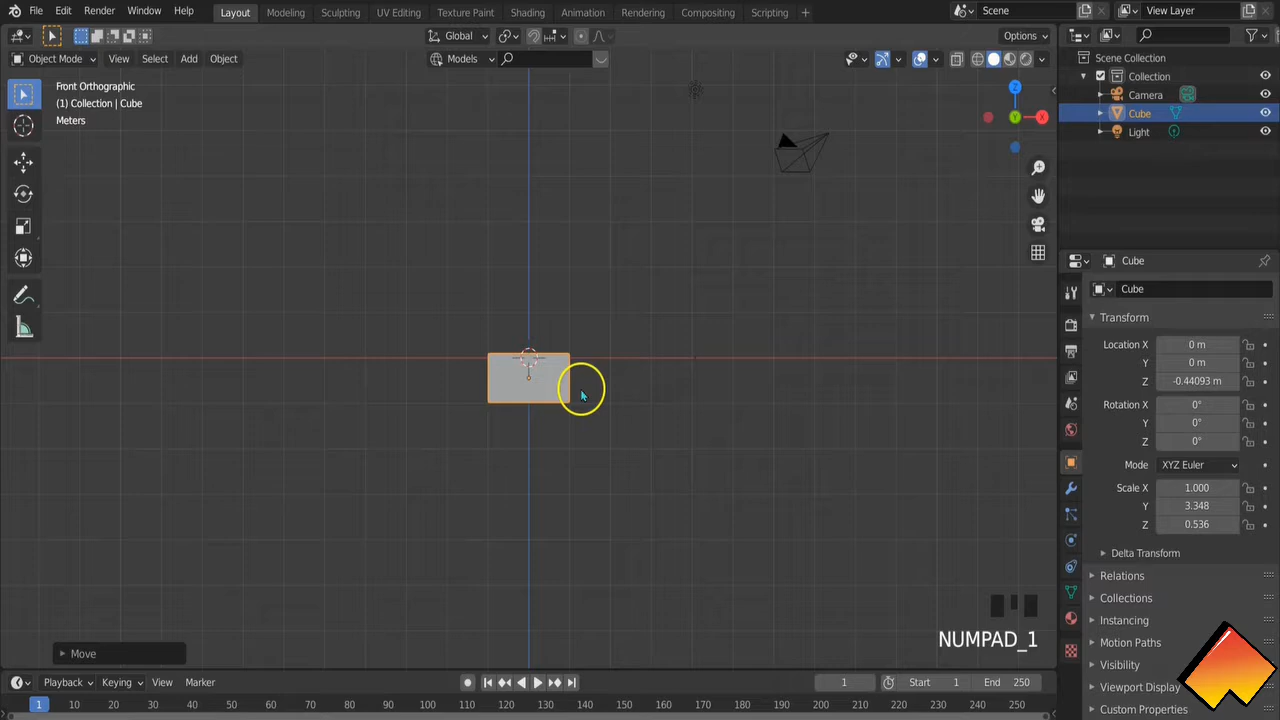 File Edit Render Window Help
Layout Modeling Sculpting UV Editing Texture Paint Shading Animation Rendering Compositing Scripting +
Scene
View Layer
Global
Options
Object Mode View Select Add Object
Models
Front Orthographic
(1) Collection | Cube
Meters
Z
Y
X
Scene Collection
Collection
Camera
Cube
Light
Cube
Cube
Transform
Location X 0 m
Y 0 m
Z -0.44093 m
Rotation X 0°
Y 0°
Z 0°
Mode XYZ Euler
Scale X 1.000
Y 3.348
Z 0.536
Delta Transform
Relations
Collections
Instancing
Motion Paths
Visibility
Viewport Display
Custom Properties
NUMPAD_1
Move
Playback Keying View Marker
1
Start 1
End 250
1 10 20 30 40 50 60 70 80 90 100 110 120 130 140 150 160 170 180 190 200 210 220 230 240 250